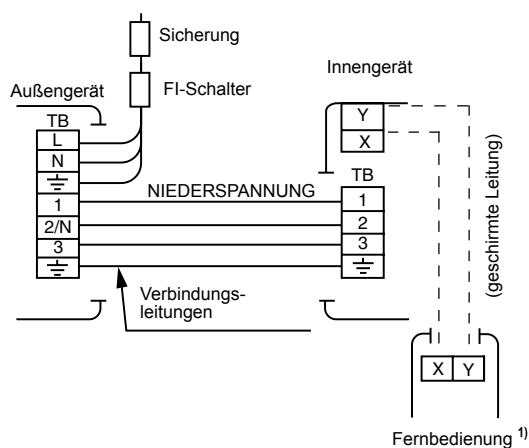 Sicherung
FI-Schalter
Außengerät
TB
L
N
1
2/N
3
NIEDERSPANNUNG
Verbindungs-
leitungen
Innengerät
Y
X
TB
1
2
3
(geschirmte Leitung)
X Y
Fernbedienung 1)